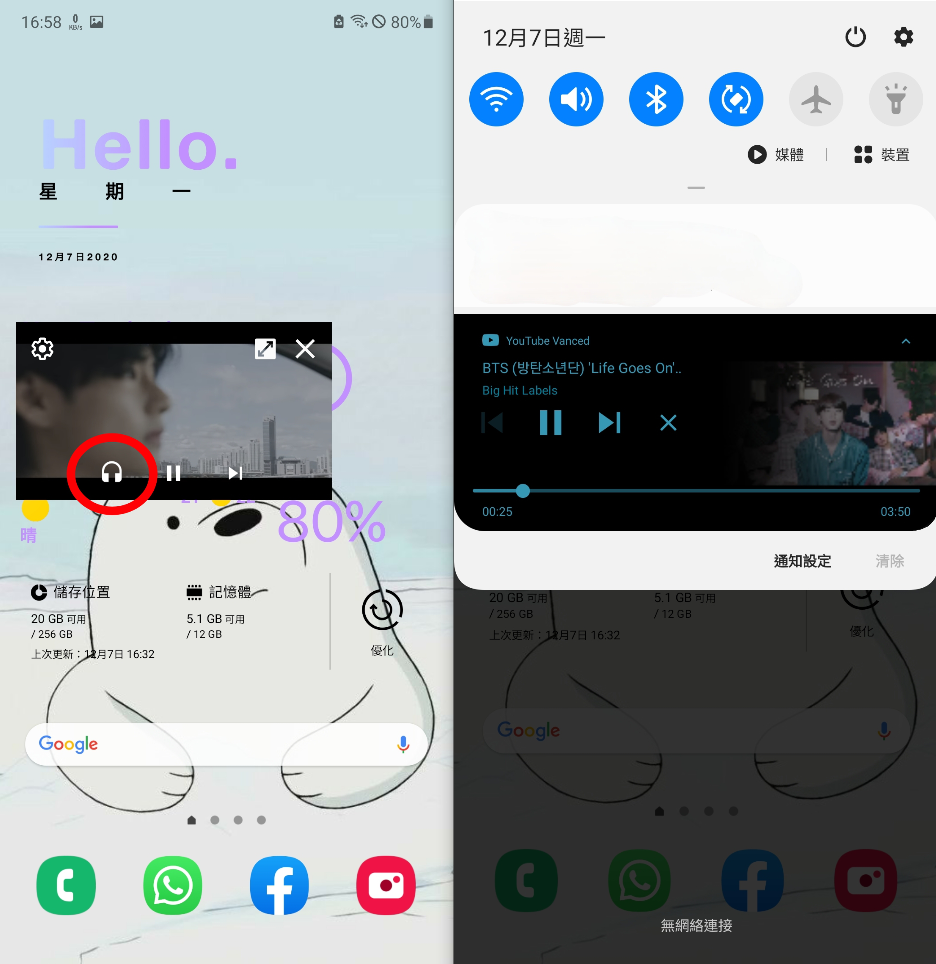 16:58
0
KB/s
80%
Hello.
星 期 一
12月7日2020
80%
晴
儲存位置
20 GB 可用
/ 256 GB
上次更新：12月7日 16:32
記憶體
5.1 GB 可用
/ 12 GB
優化
Google
12月7日週一
媒體
裝置
YouTube Vanced
BTS (방탄소년단) 'Life Goes On'..
Big Hit Labels
Life Goes On
00:25
03:50
通知設定
清除
20 GB 可用
/ 256 GB
上次更新：12月7日 16:32
5.1 GB 可用
/ 12 GB
優化
Google
無網絡連接